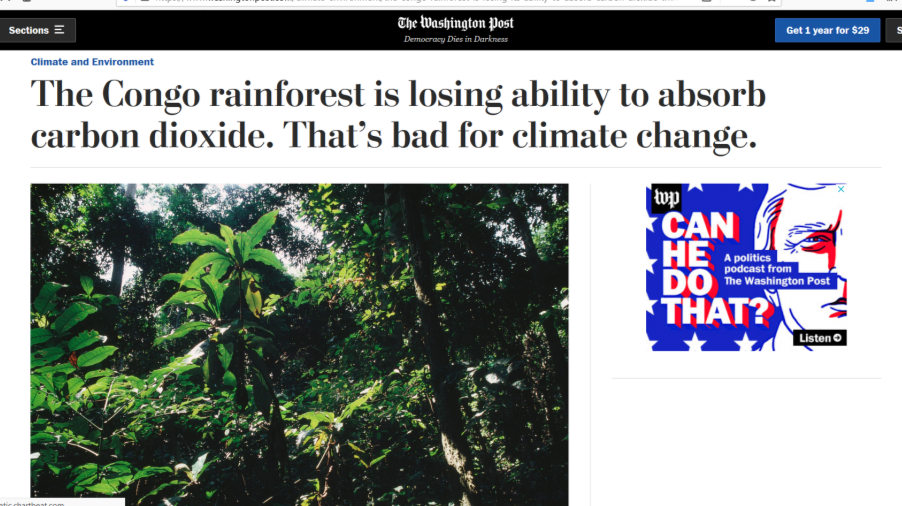 Sections
The Washington Post
Democracy Dies in Darkness
Get 1 year for $29
S
Climate and Environment
The Congo rainforest is losing ability to absorb
carbon dioxide. That's bad for climate change.
wp
CAN
HE
DO
THAT?
A politics
podcast from
The Washington Post
Listen